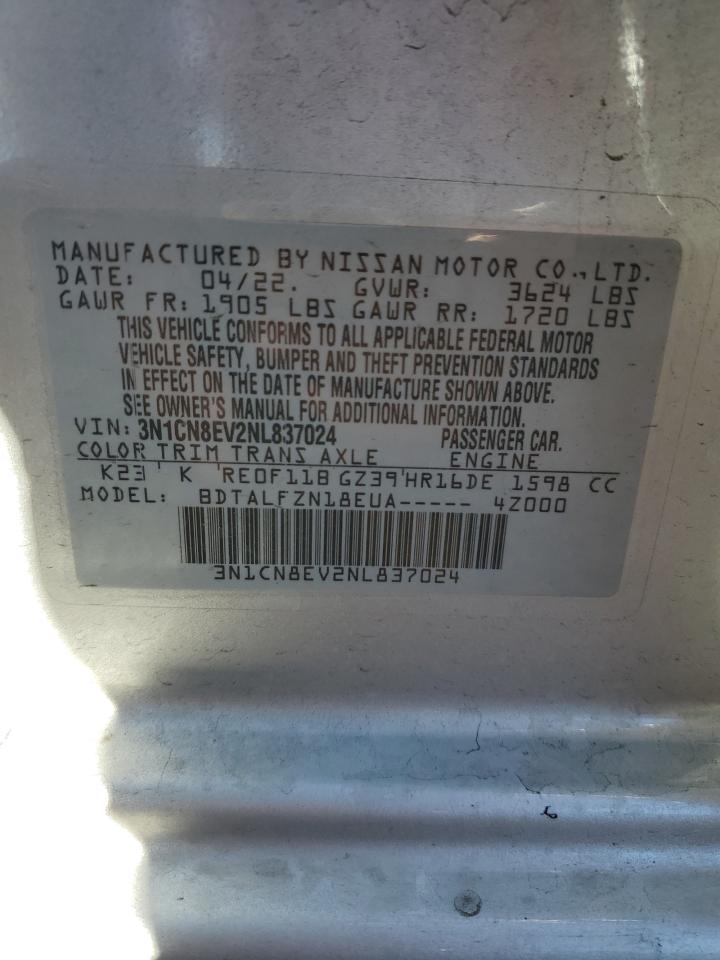 MANUFACTURED BY NISSAN MOTOR CO., LTD.
DATE: 04/22. GVWR: 3624 LBS
GAWR FR: 1905 LBS GAWR RR: 1720 LBS
THIS VEHICLE CONFORMS TO ALL APPLICABLE FEDERAL MOTOR
VEHICLE SAFETY, BUMPER AND THEFT PREVENTION STANDARDS
IN EFFECT ON THE DATE OF MANUFACTURE SHOWN ABOVE.
SEE OWNER'S MANUAL FOR ADDITIONAL INFORMATION.
VIN: 3N1CN8EV2NL837024 PASSENGER CAR.
COLOR TRIM TRANS AXLE ENGINE
K23 ' K ' RE0F11B GZ39 ' HR16DE 1598 CC
MODEL: BDTALFZN18EUA----- 4Z000
3N1CN8EV2NL837024